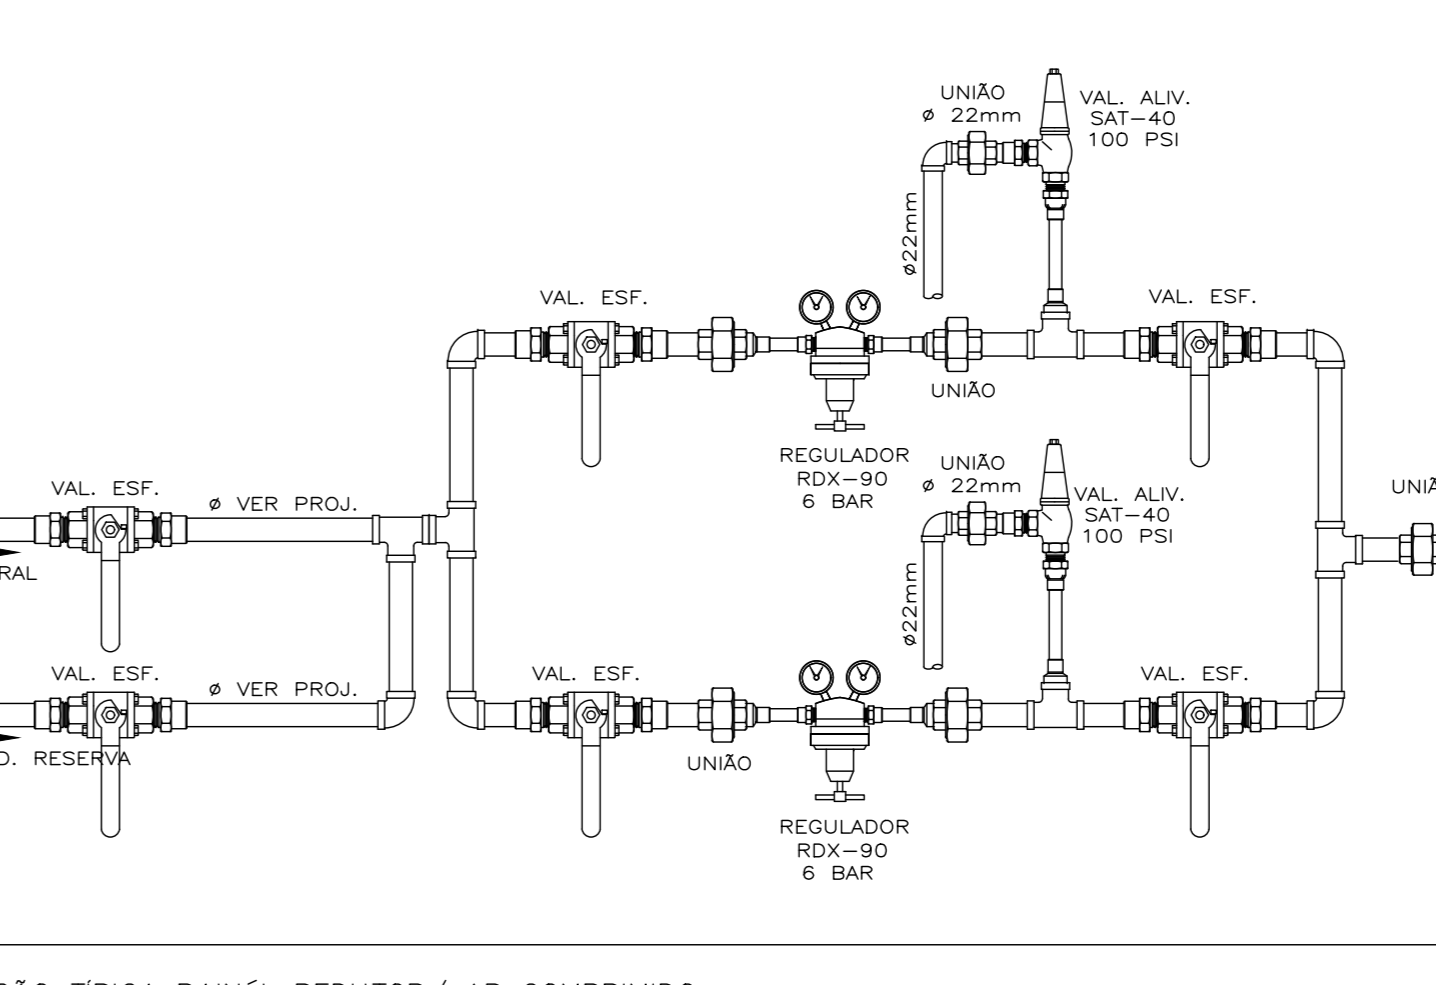 UNIÃO
ø 22mm
VAL. ALIV.
SAT-40
100 PSI
ø22mm
VAL. ESF.
VAL. ESF.
UNIÃO
REGULADOR
RDX-90
6 BAR
UNIÃO
ø 22mm
VAL. ALIV.
SAT-40
100 PSI
ø22mm
VAL. ESF.
ø VER PROJ.
VAL. ESF.
ø VER PROJ.
RESERVA
VAL. ESF.
VAL. ESF.
UNIÃO
REGULADOR
RDX-90
6 BAR